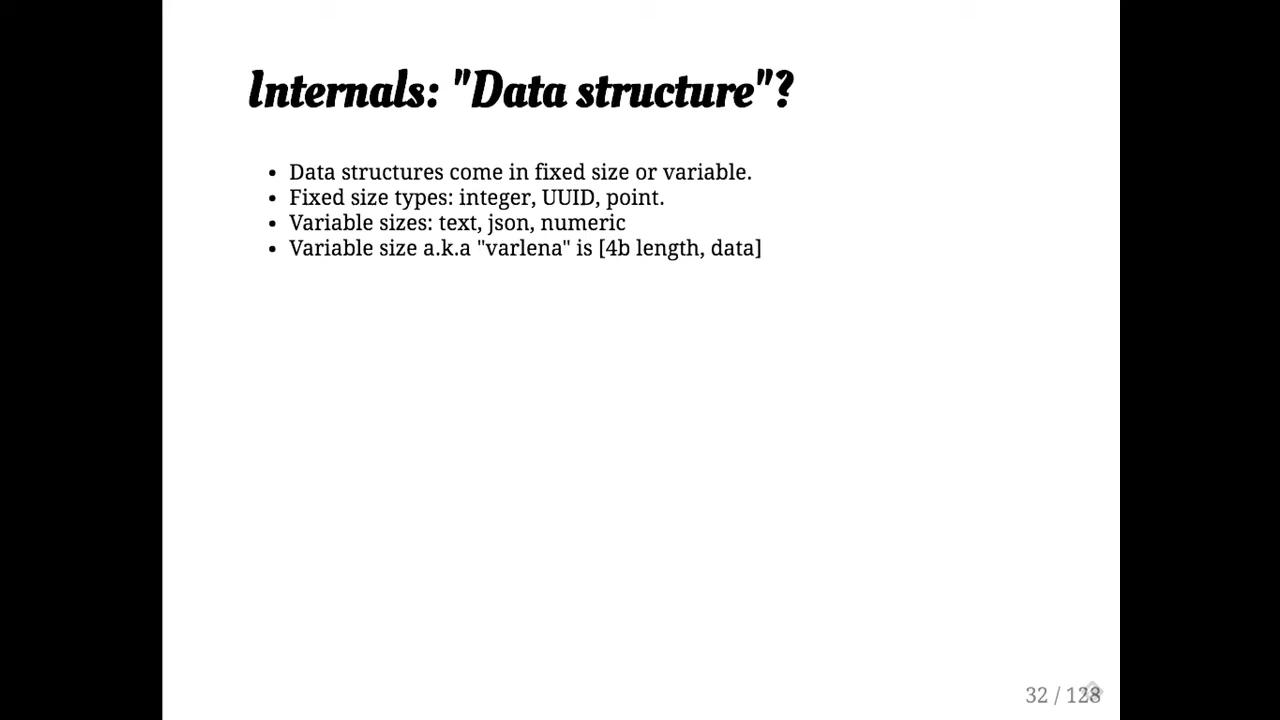 Internals: "Data structure"?
• Data structures come in fixed size or variable.
• Fixed size types: integer, UUID, point.
• Variable sizes: text, json, numeric
• Variable size a.k.a "varlena" is [4b length, data]
32 / 128